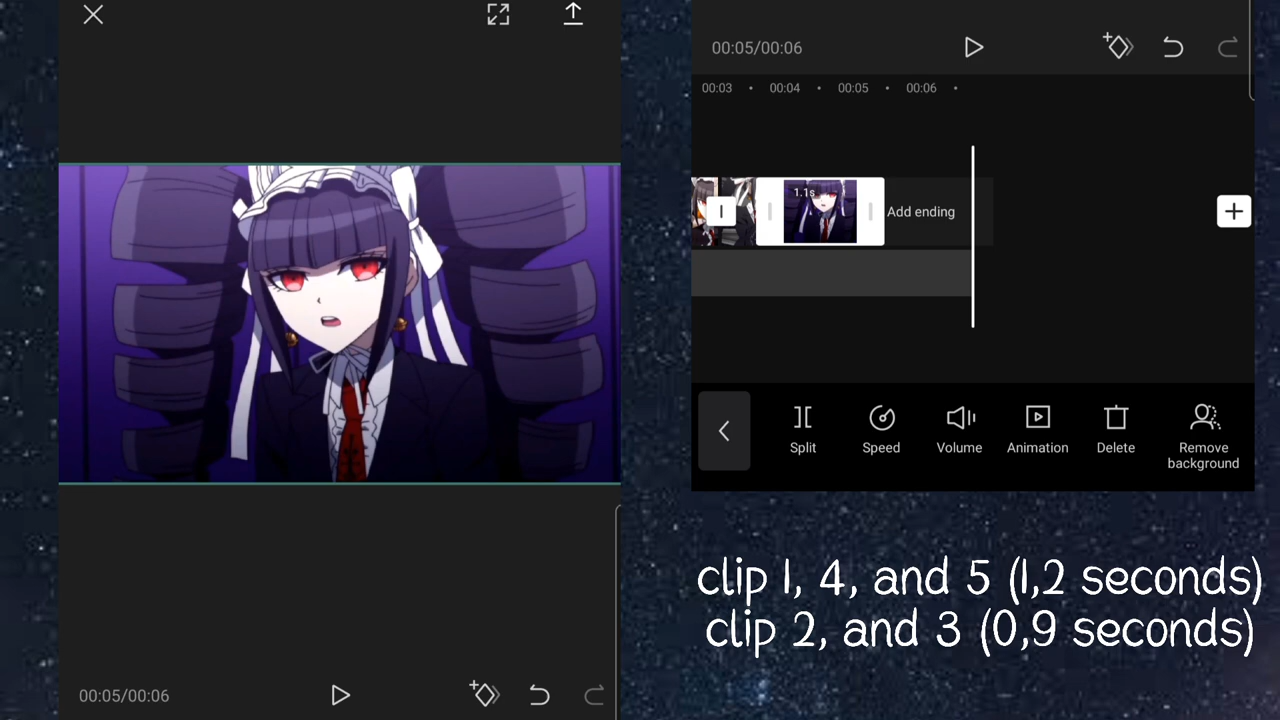 00:05/00:06
00:03
00:04
00:05
00:06
1.1s
Add ending
Split
Speed
Volume
Animation
Delete
Remove
background
clip 1, 4, and 5 (1,2 seconds)
clip 2, and 3 (0,9 seconds)
00:05/00:06